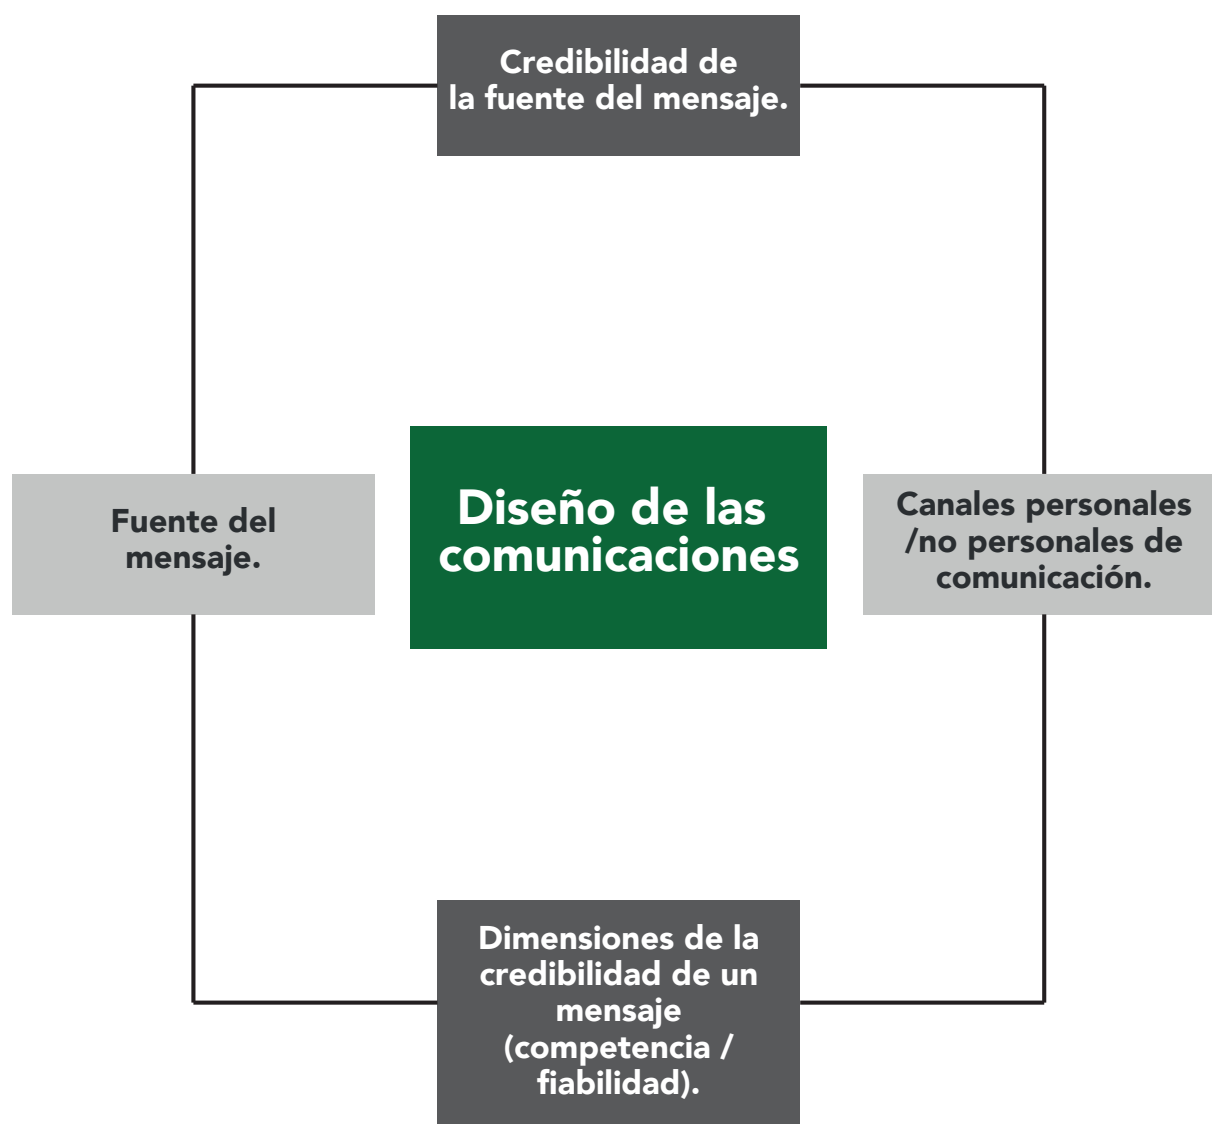 Credibilidad de
la fuente del mensaje.
Fuente del
mensaje.
Diseño de las
comunicaciones
Canales personales
/no personales de
comunicación.
Dimensiones de la
credibilidad de un
mensaje
(competencia /
fiabilidad).